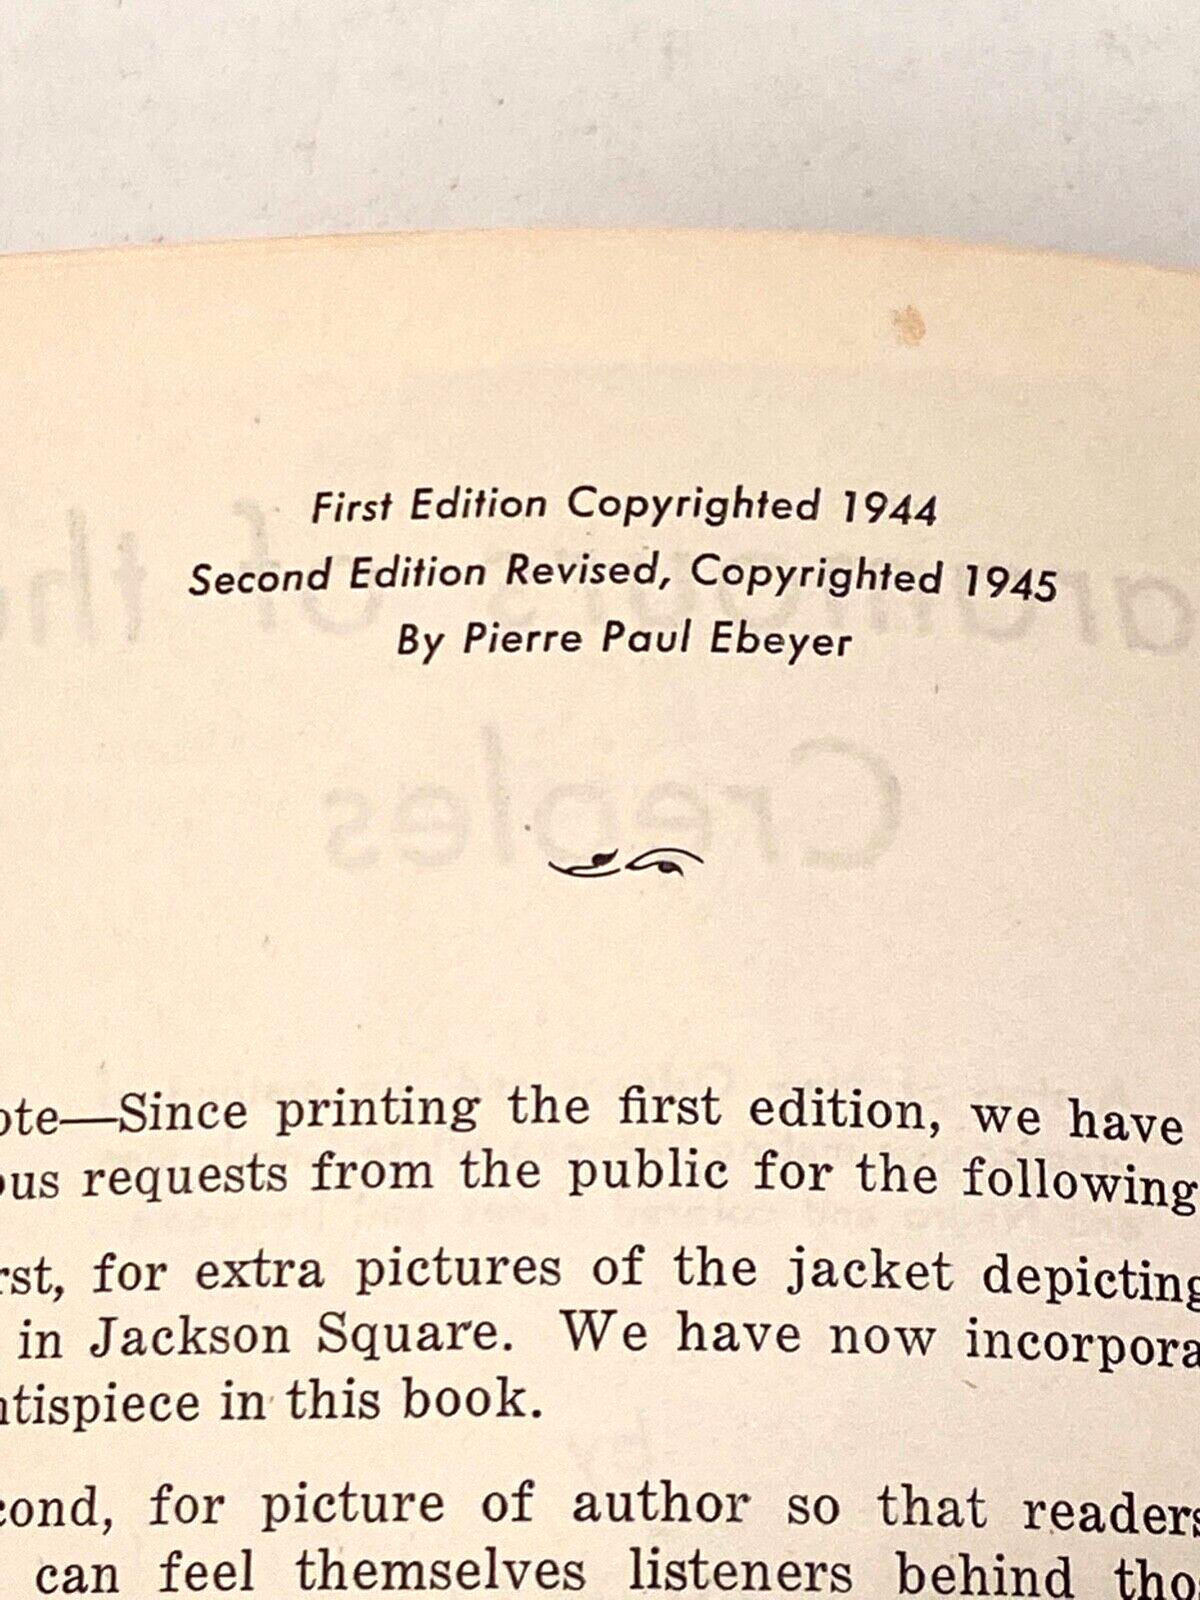 First Edition Copyrighted 1944
Second Edition Revised, Copyrighted 1945
By Pierre Paul Ebeyer
ote—Since printing the first edition, we have
ous requests from the public for the following
rst, for extra pictures of the jacket depicting
in Jackson Square. We have now incorpora
ntispiece in this book.
cond, for picture of author so that readers
can feel themselves listeners behind thos